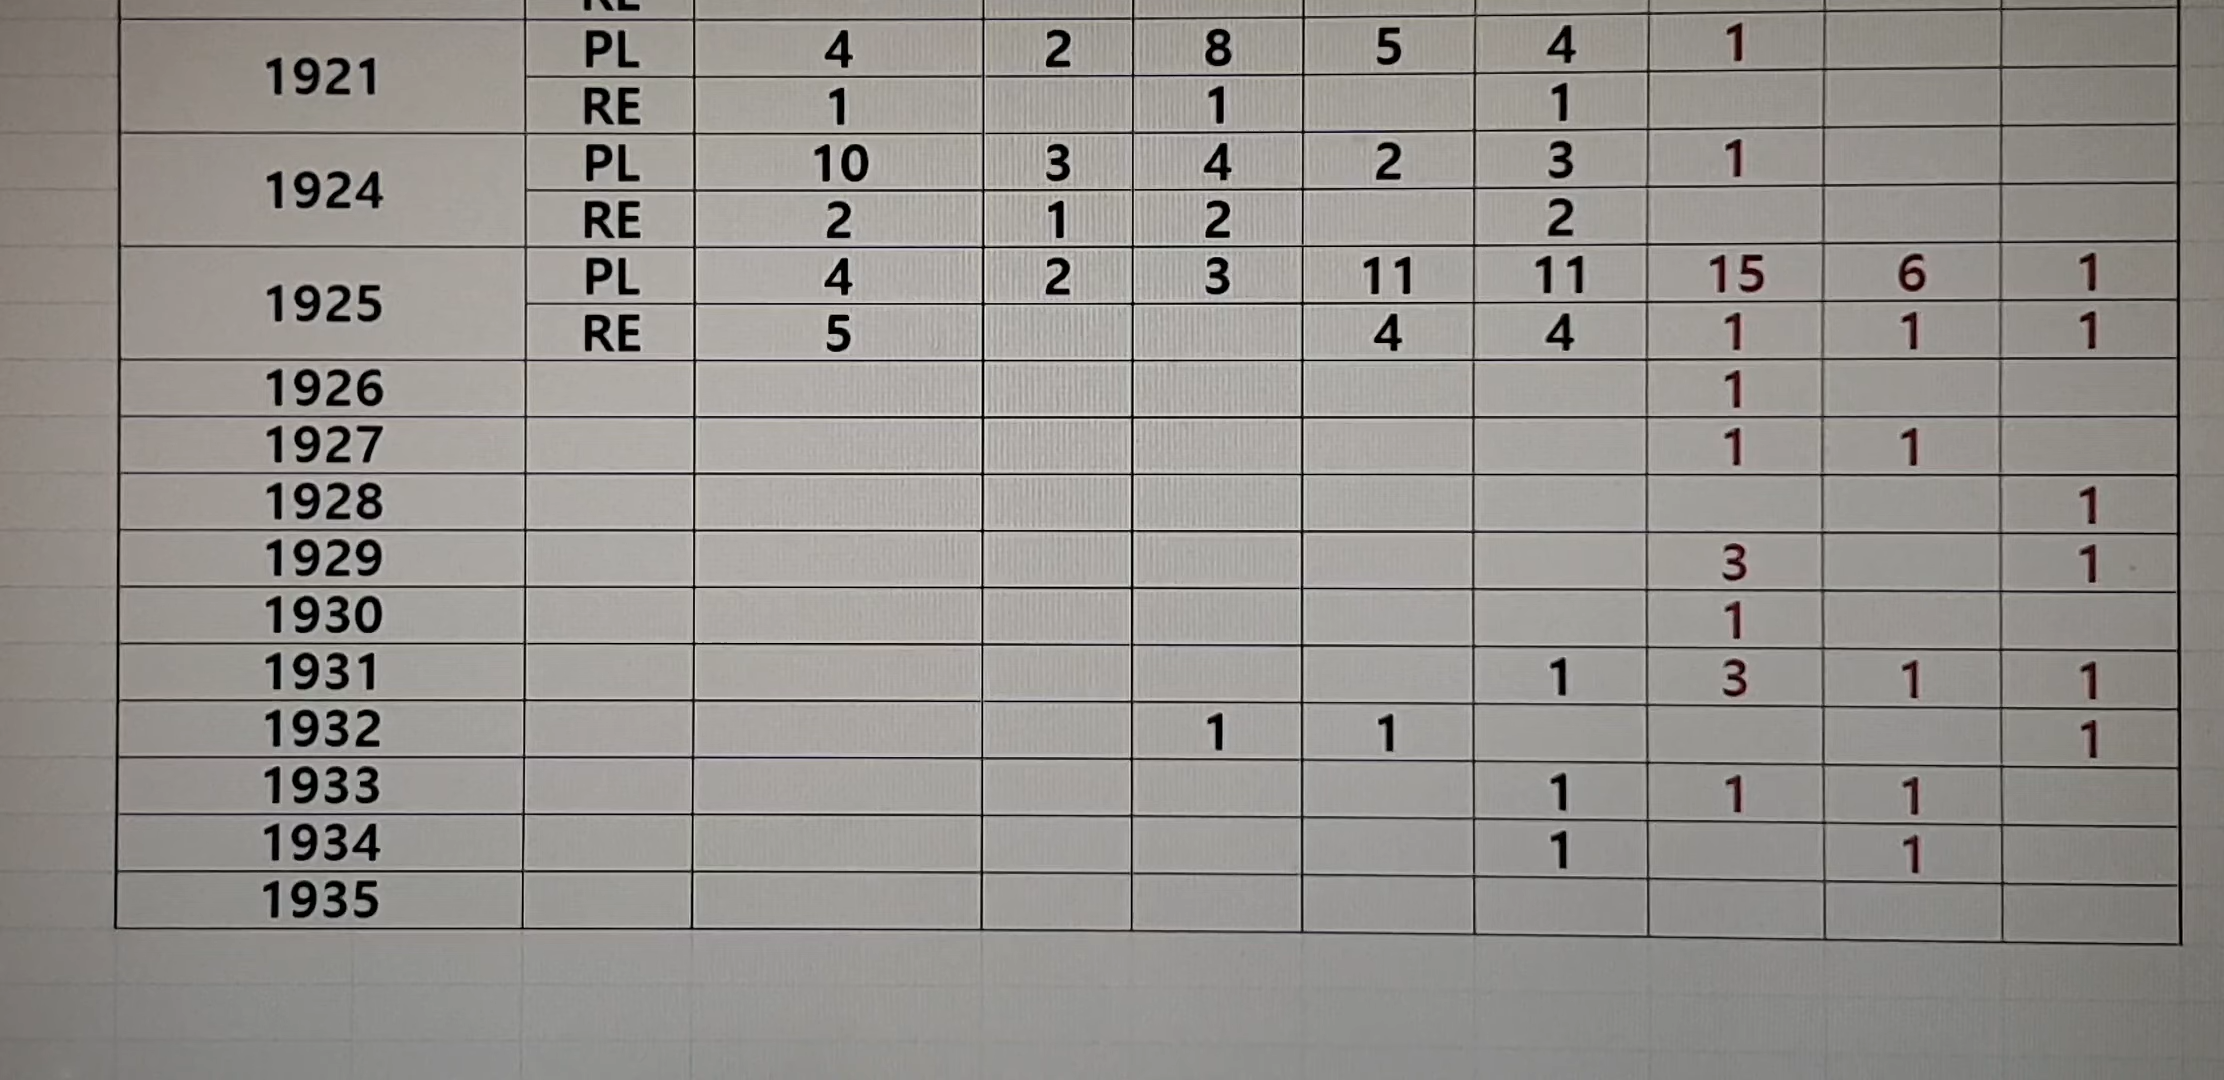 RE
1921 PL 4 2 8 5 4 1
RE 1 1 1
1924 PL 10 3 4 2 3 1
RE 2 1 2 2
1925 PL 4 2 3 11 11 15 6 1
RE 5 4 4 1 1 1
1926 1
1927 1 1
1928 1
1929 3 1
1930 1
1931 1 3 1 1
1932 1 1 1
1933 1 1 1
1934 1 1
1935